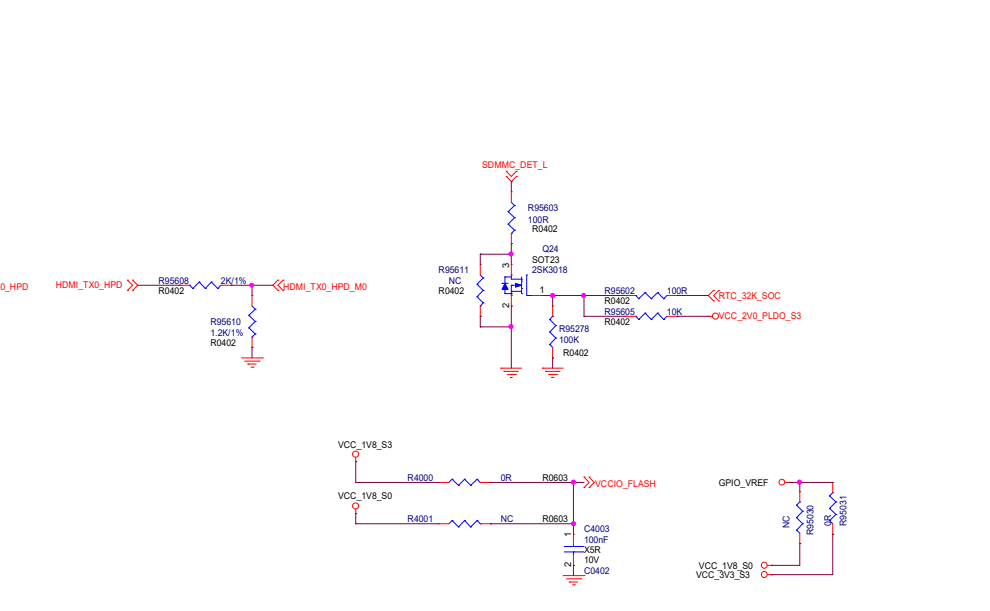 SDMMC_DET_L
R95603
100R
R0402
Q24
SOT23
2SK3018
R95611
NC
R0402
3
1
2
0_HPD
HDMI_TX0_HPD
R95608
2K/1%
R0402
HDMI_TX0_HPD_M0
R95610
1.2K/1%
R0402
R95602
100R
R0402
RTC_32K_SOC
R95605
10K
R0402
VCC_2V0_PLDO_S3
R95278
100K
R0402
VCC_1V8_S3
R4000
0R
R0603
VCCIO_FLASH
VCC_1V8_S0
R4001
NC
R0603
1
C4003
100nF
X5R
10V
2
C0402
GPIO_VREF
NC
R95030
0R
R95031
VCC_1V8_S0
VCC_3V3_S3